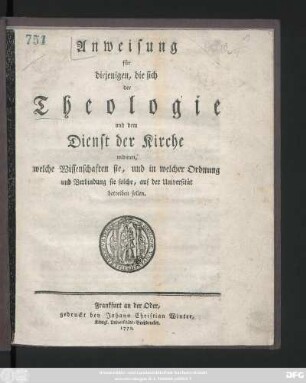 751
Anweisung
für
diejenigen, die sich
der
Theologie
und dem
Dienst der Kirche
widmen,
welche Wissenschaften sie, und in welcher Ordnung
und Verbindung sie solche, auf der Universität
betreiben sollen.
Frankfurt an der Oder,
gedruckt bey Johann Christian Winter,
Königl. Universitäts-Buchdrucker.